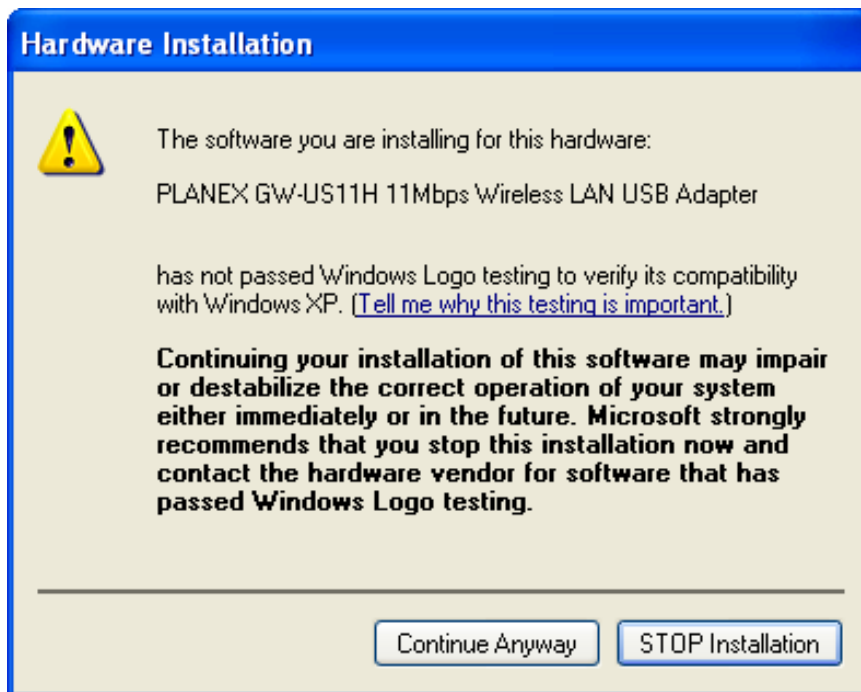 Hardware Installation
The software you are installing for this hardware:
PLANEX GW-US11H 11Mbps Wireless LAN USB Adapter
has not passed Windows Logo testing to verify its compatibility
with Windows XP. (Tell me why this testing is important.)
Continuing your installation of this software may impair
or destabilize the correct operation of your system
either immediately or in the future. Microsoft strongly
recommends that you stop this installation now and
contact the hardware vendor for software that has
passed Windows Logo testing.
Continue Anyway
STOP Installation